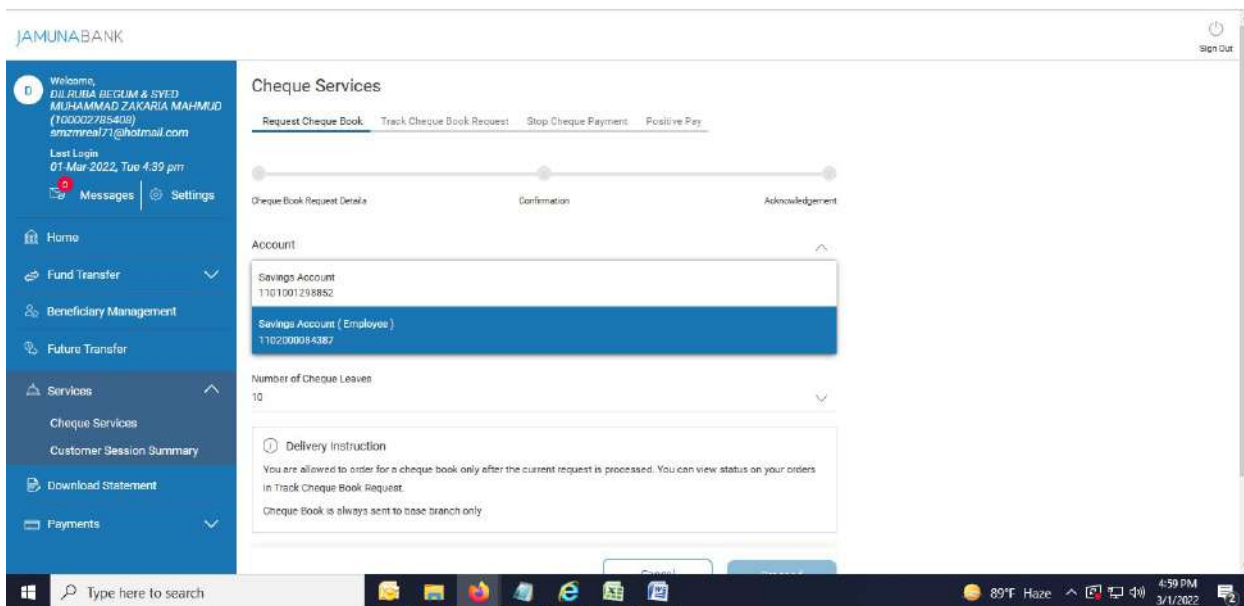 JAMUNABANK
Sign Out
D
Welcome,
DILRUBA BEGUM & SYED
MUHAMMAD ZAKARIA MAHMUD
(100002785408)
smzmreal71@hotmail.com
Last Login
01-Mar-2022, Tue 4:39 pm
0
Messages
Settings
Home
Fund Transfer
Beneficiary Management
Future Transfer
Services
Cheque Services
Customer Session Summary
Download Statement
Payments
Cheque Services
Request Cheque Book Track Cheque Book Request Stop Cheque Payment Positive Pay
Cheque Book Request Details Confirmation Acknowledgement
Account
Savings Account
1101001298852
Savings Account ( Employee )
1102000084387
Number of Cheque Leaves
10
Delivery Instruction
You are allowed to order for a cheque book only after the current request is processed. You can view status on your orders
in Track Cheque Book Request.
Cheque Book is always sent to base branch only
Cancel Proceed
Type here to search
89°F Haze
4:59 PM
3/1/2022
2